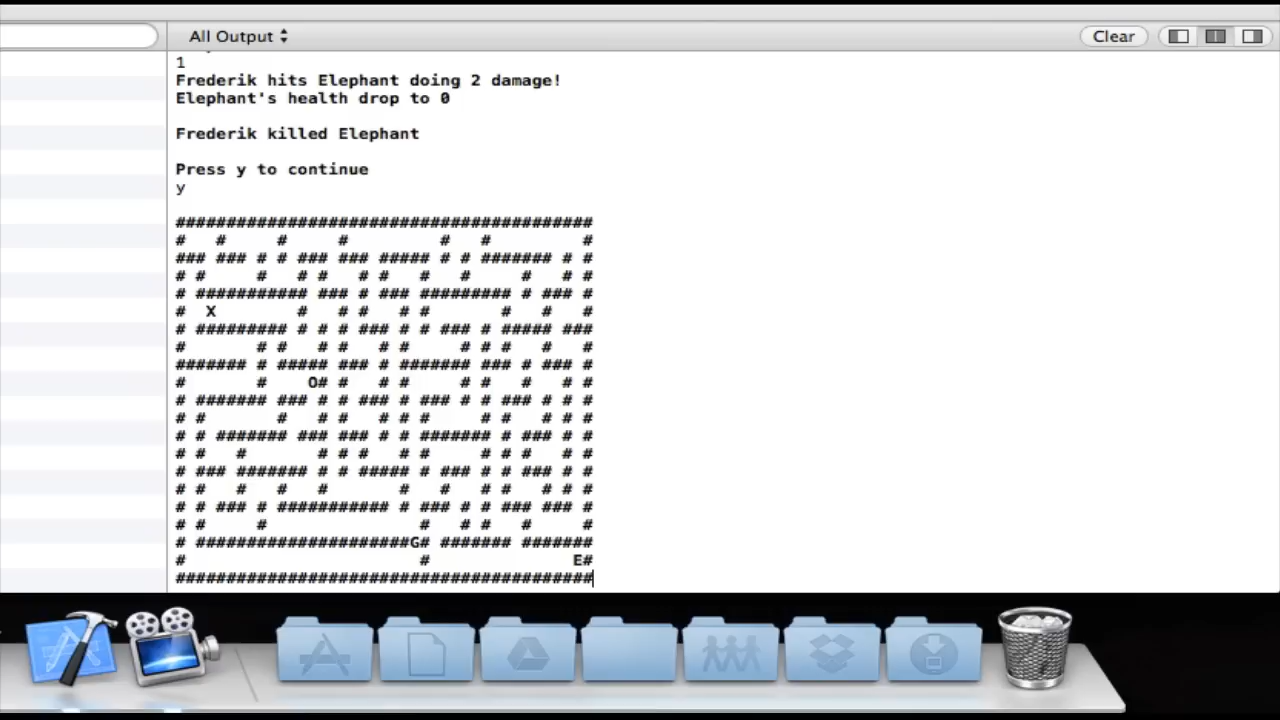 All Output
Clear
1
Frederik hits Elephant doing 2 damage!
Elephant's health drop to 0
Frederik killed Elephant
Press y to continue
y
#########################################
#   #     #     #         #   #         #
### ### # # ### ### ##### # # ####### # #
# #     #   # #   # #   #   #     #   # #
# ########### ### # ### ######### # ### #
#  X        #   # #   # #       #   #   #
# ######### # # # ### # # ### # ##### ###
#       # #   # #   # #     # # #   #   #
####### # ##### ### # ####### ### # ### #
#       #    O# #   # #     # #   #   # #
# ####### ### # # ### # ### # ### # # # #
# #       #   # #   # # #     # #   # # #
# # ####### ### ### # # ####### # ### # #
# #   #       # # #   # #     # # #   # #
# ### ####### # # ##### # ### # # ### # #
# #   #   #   #       #   #   # #   # # #
# # ### # ########### # ### # # ### ### #
# #     #               #   # #   #     #
# #####################G# ####### #######
#                       #              E#
#########################################